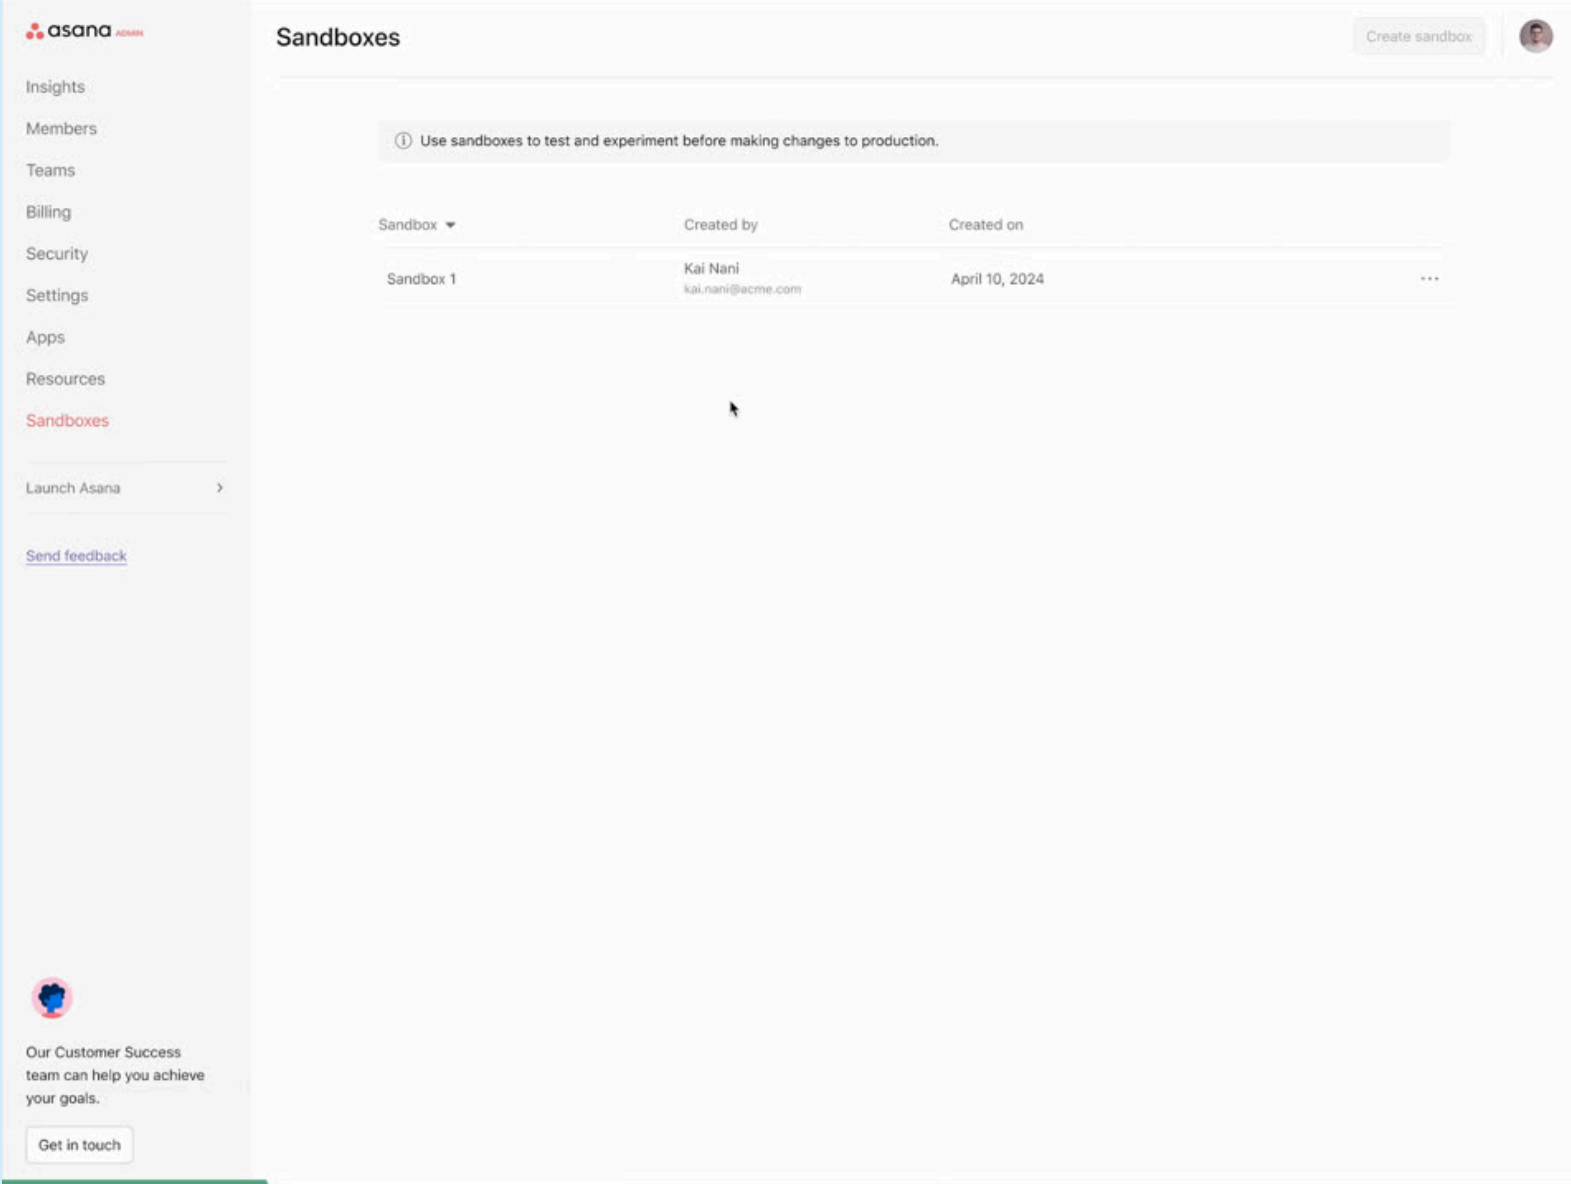 asana ADMIN
Insights
Members
Teams
Billing
Security
Settings
Apps
Resources
Sandboxes
Launch Asana
Send feedback
Our Customer Success
team can help you achieve
your goals.
Get in touch
Sandboxes
Create sandbox
Use sandboxes to test and experiment before making changes to production.
Sandbox Created by Created on
Sandbox 1 Kai Nani April 10, 2024 ...
kai.nani@acme.com